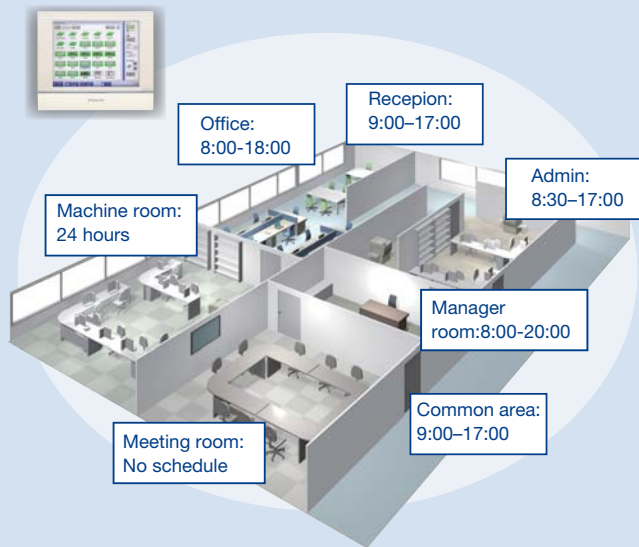 Recepion:
9:00–17:00
Office:
8:00-18:00
Admin:
8:30–17:00
Machine room:
24 hours
Manager
room:8:00-20:00
Common area:
9:00–17:00
Meeting room:
No schedule